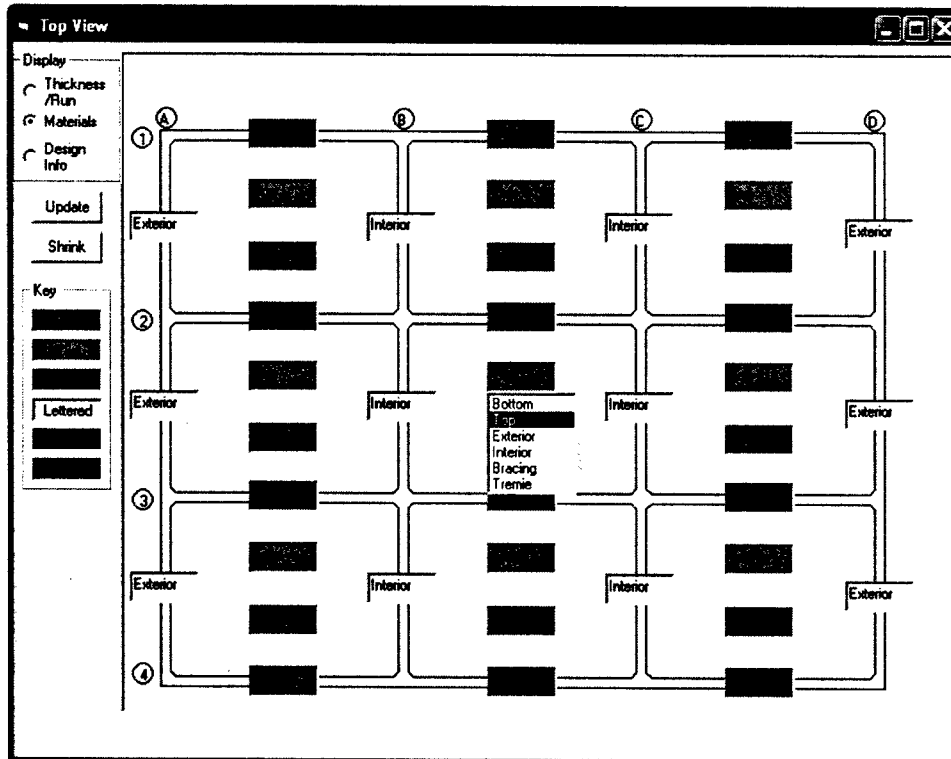 Top View
Display
Thickness
/Run
Materials
Design
Info
Update
Shrink
Key
Lettered
A B C D
1
Exterior Interior Interior Exterior
2
Exterior Interior Interior Exterior
Bottom
Top
Exterior
Interior
Bracing
Tremie
3
Exterior Interior Interior Exterior
4